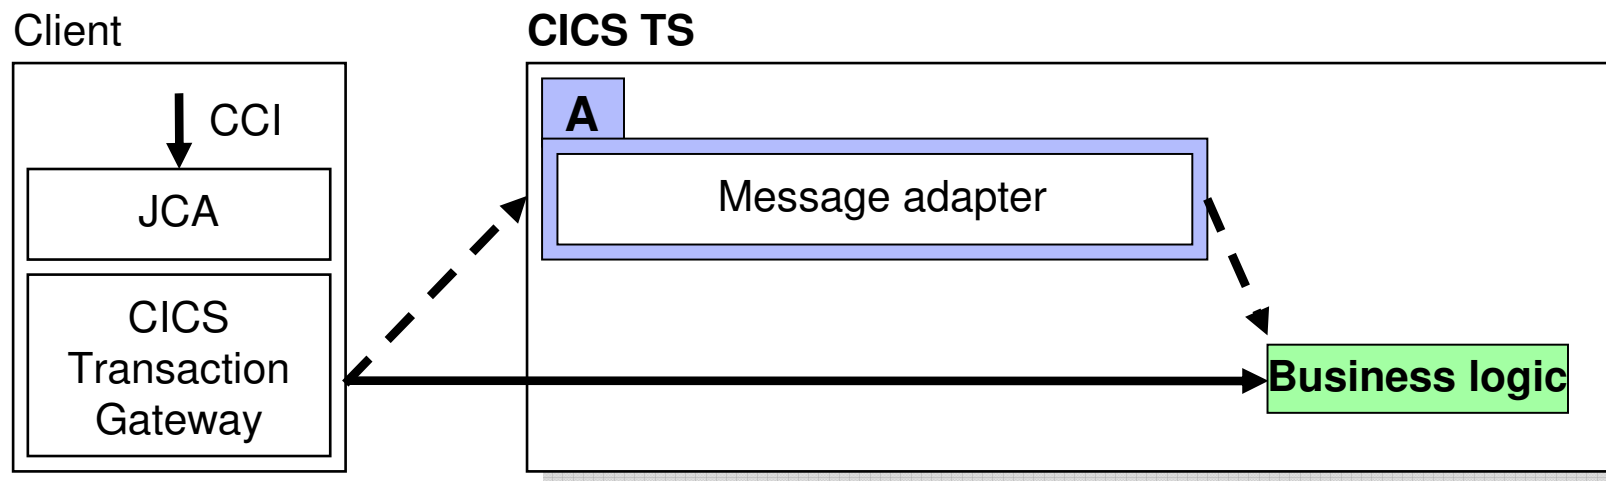 Client
CICS TS
CCI
JCA
CICS
Transaction
Gateway
A
Message adapter
Business logic